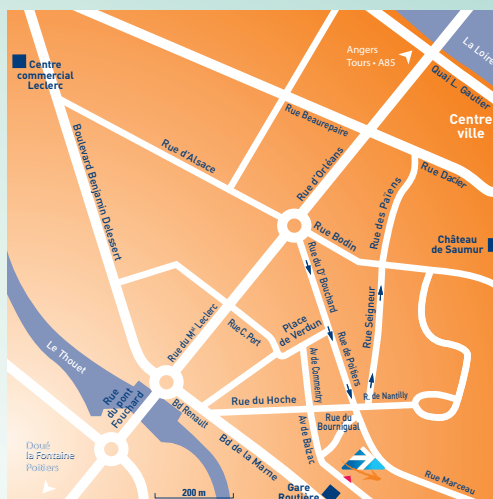 Centre
commercial
Leclerc
Angers
Tours • A85
La Loire
Quai L. Gautier
Centre
ville
Rue Beaurepaire
Rue Dacier
Boulevard Benjamin Delessert
Rue d'Alsace
Rue d'Orléans
Rue des Païens
Rue Bodin
Château
de Saumur
Rue du Dr Bouchard
Rue Seigneur
Rue du Mal Leclerc
Rue C. Port
Place
de Verdun
Rue de Poitiers
Av de Commentry
Le Thouet
Rue
du pont
Fouchard
Bd Renault
Rue du Hoche
R. de Nantilly
Rue du
Bournigual
Av de Balzac
Bd de la Marne
Rue Marceau
Doué
la Fontaine
Poitiers
200 m
Gare
Routière